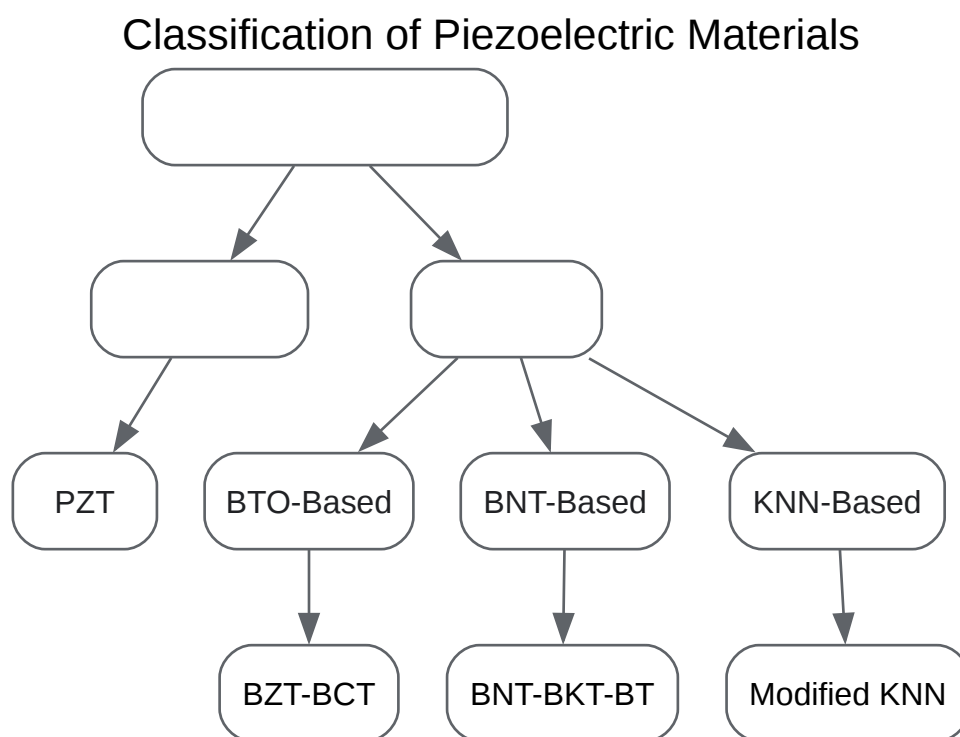 Classification of Piezoelectric Materials
PZT
BTO-Based
BNT-Based
KNN-Based
BZT-BCT
BNT-BKT-BT
Modified KNN